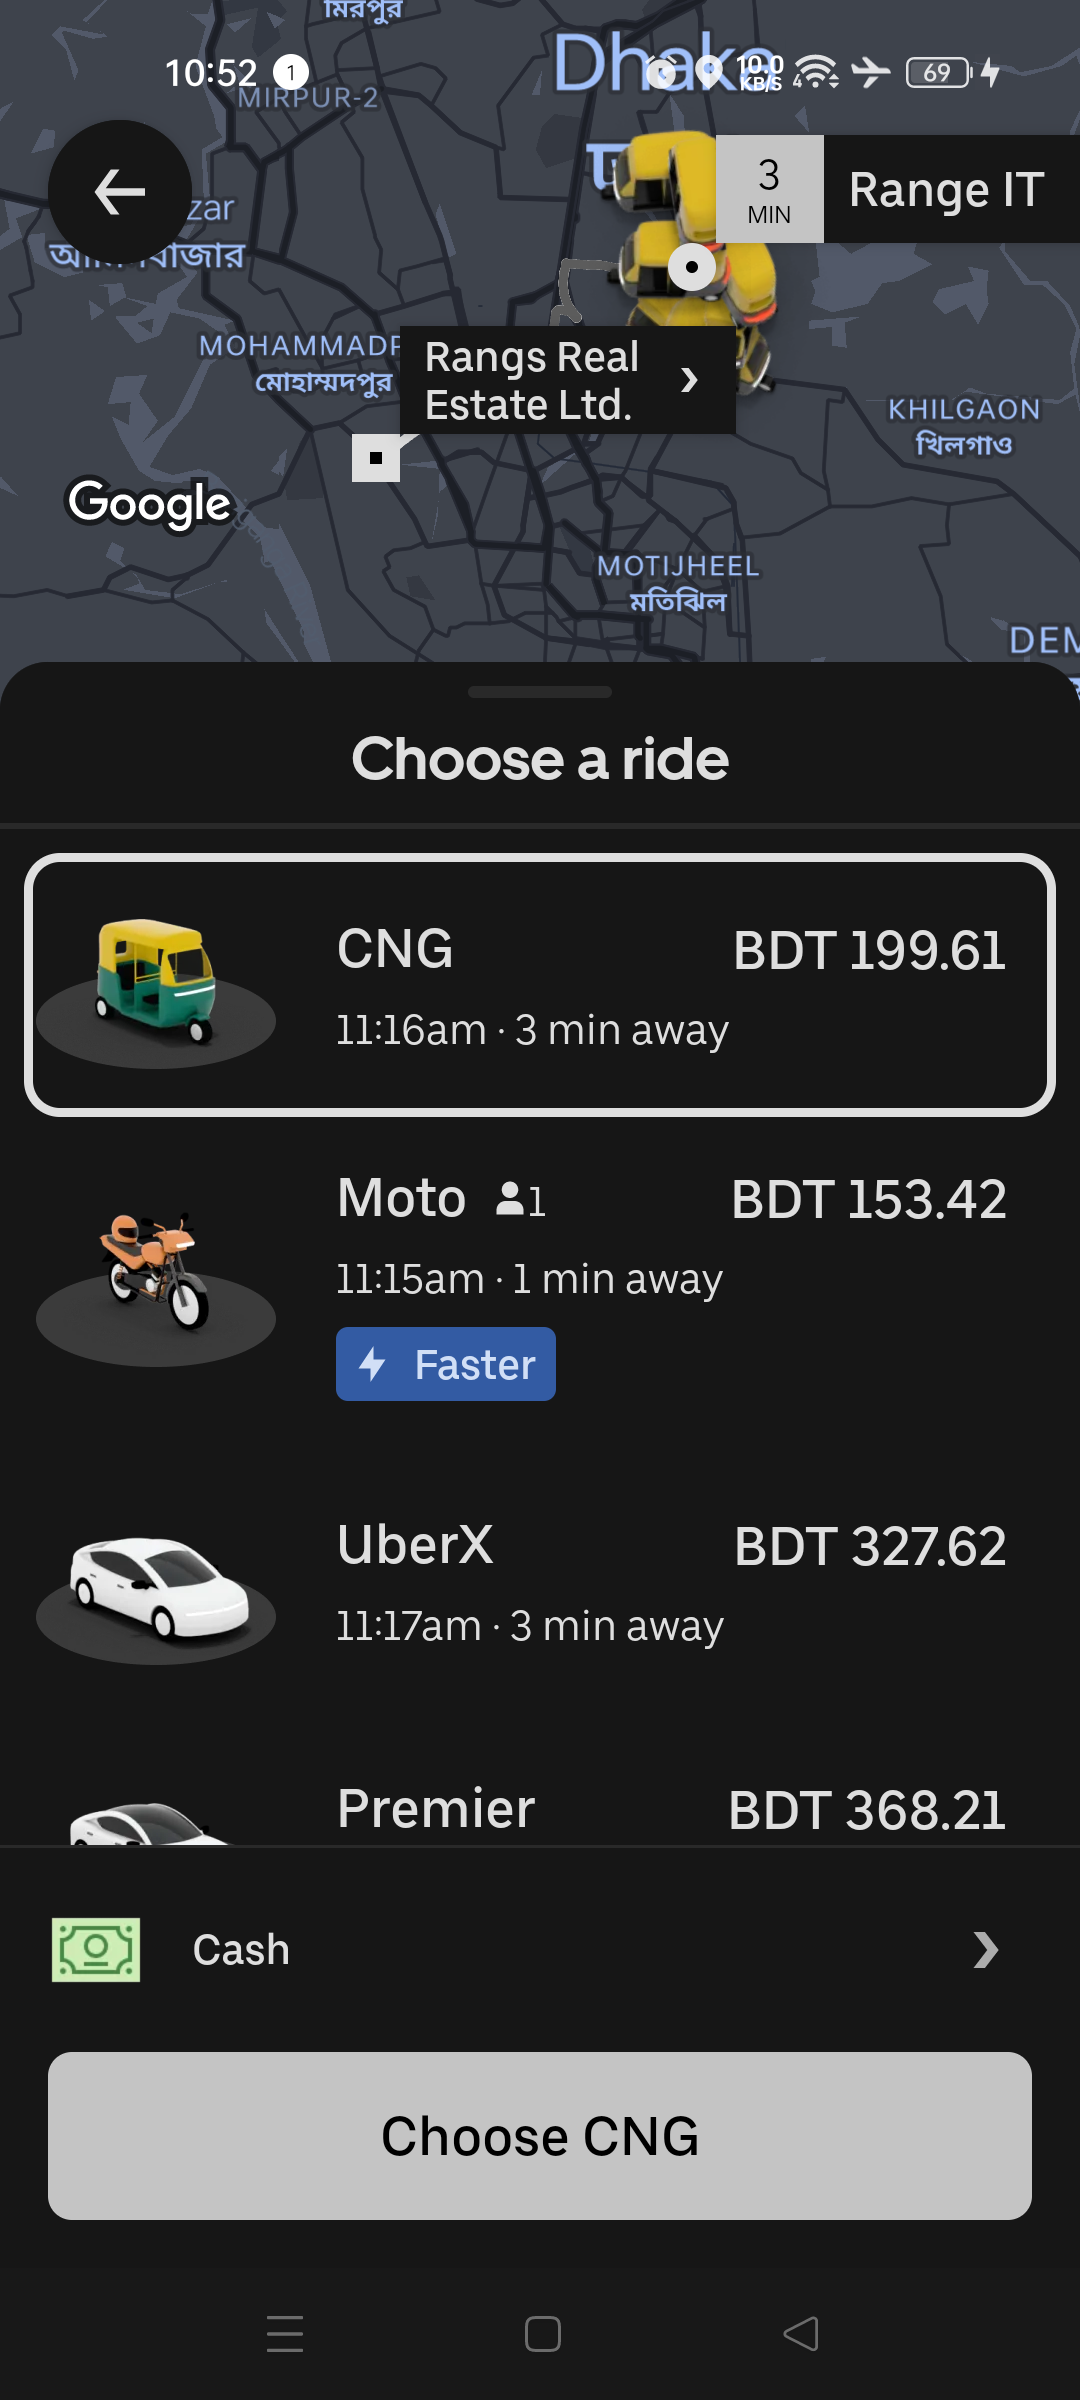 মিরপুর
10:52
1
Dhaka
10.0
KB/S
4
69
MIRPUR-2
3
MIN
Range IT
MOHAMMADP
মোহাম্মদপুর
Rangs Real
Estate Ltd.
KHILGAON
খিলগাও
Google
MOTIJHEEL
মতিঝিল
DEM
Choose a ride
CNG
BDT 199.61
11:16am · 3 min away
Moto 1
BDT 153.42
11:15am · 1 min away
Faster
UberX
BDT 327.62
11:17am · 3 min away
Premier
BDT 368.21
Cash
Choose CNG